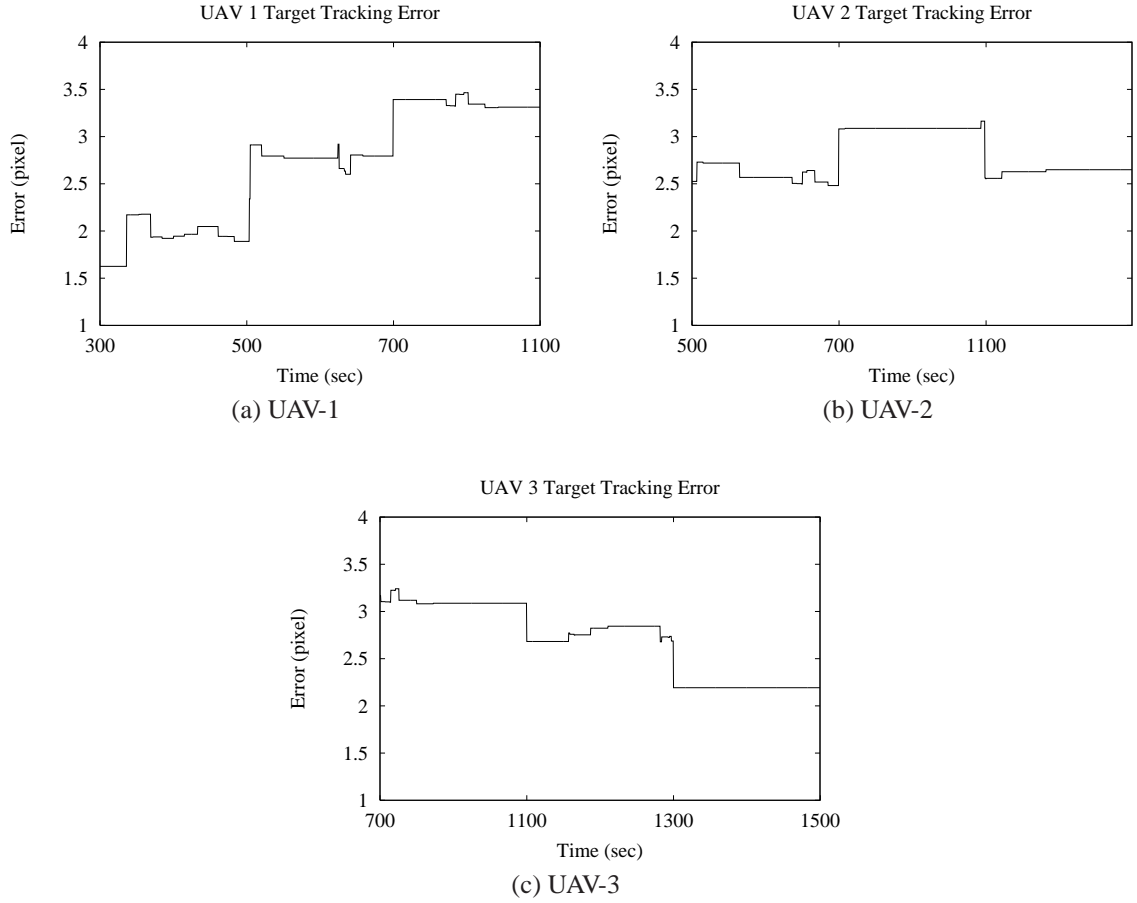 UAV 1 Target Tracking Error
4
3.5
3
2.5
2
1.5
1
Error (pixel)
300 500 700 1100
Time (sec)
(a) UAV-1
UAV 2 Target Tracking Error
4
3.5
3
2.5
2
1.5
1
Error (pixel)
500 700 1100
Time (sec)
(b) UAV-2
UAV 3 Target Tracking Error
4
3.5
3
2.5
2
1.5
1
Error (pixel)
700 1100 1300 1500
Time (sec)
(c) UAV-3